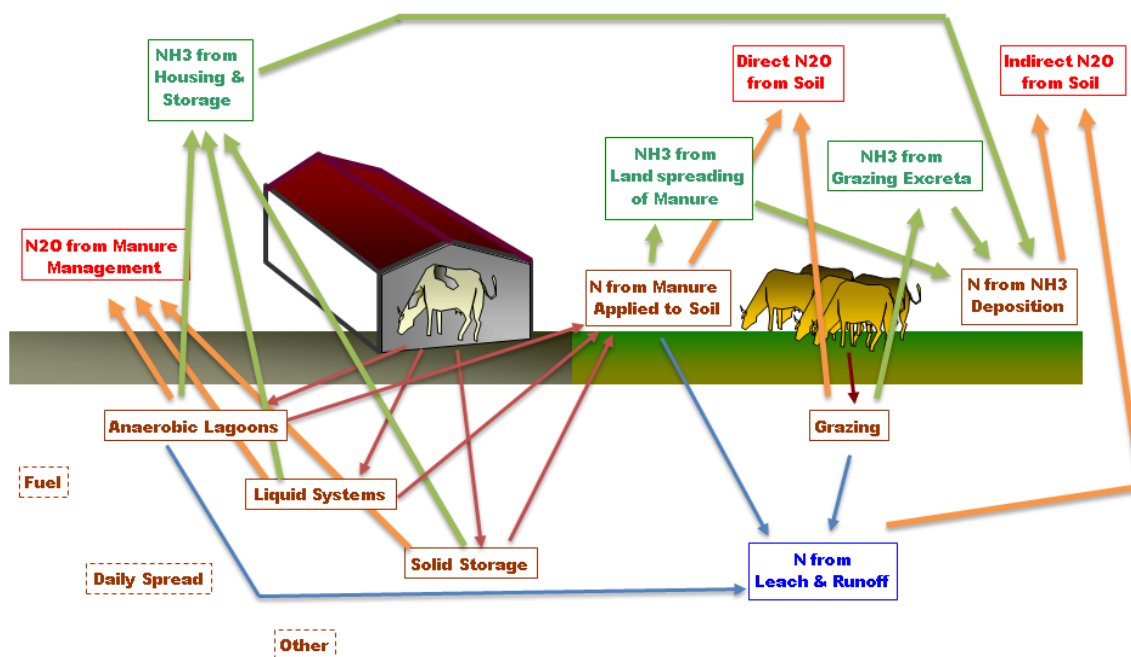 NH3 from
Housing &
Storage
Direct N2O
from Soil
Indirect N2O
from Soil
NH3 from
Land spreading
of Manure
NH3 from
Grazing Excreta
N2O from Manure
Management
N from Manure
Applied to Soil
N from NH3
Deposition
Anaerobic Lagoons
Grazing
Fuel
Liquid Systems
Solid Storage
N from
Leach & Runoff
Daily Spread
Other